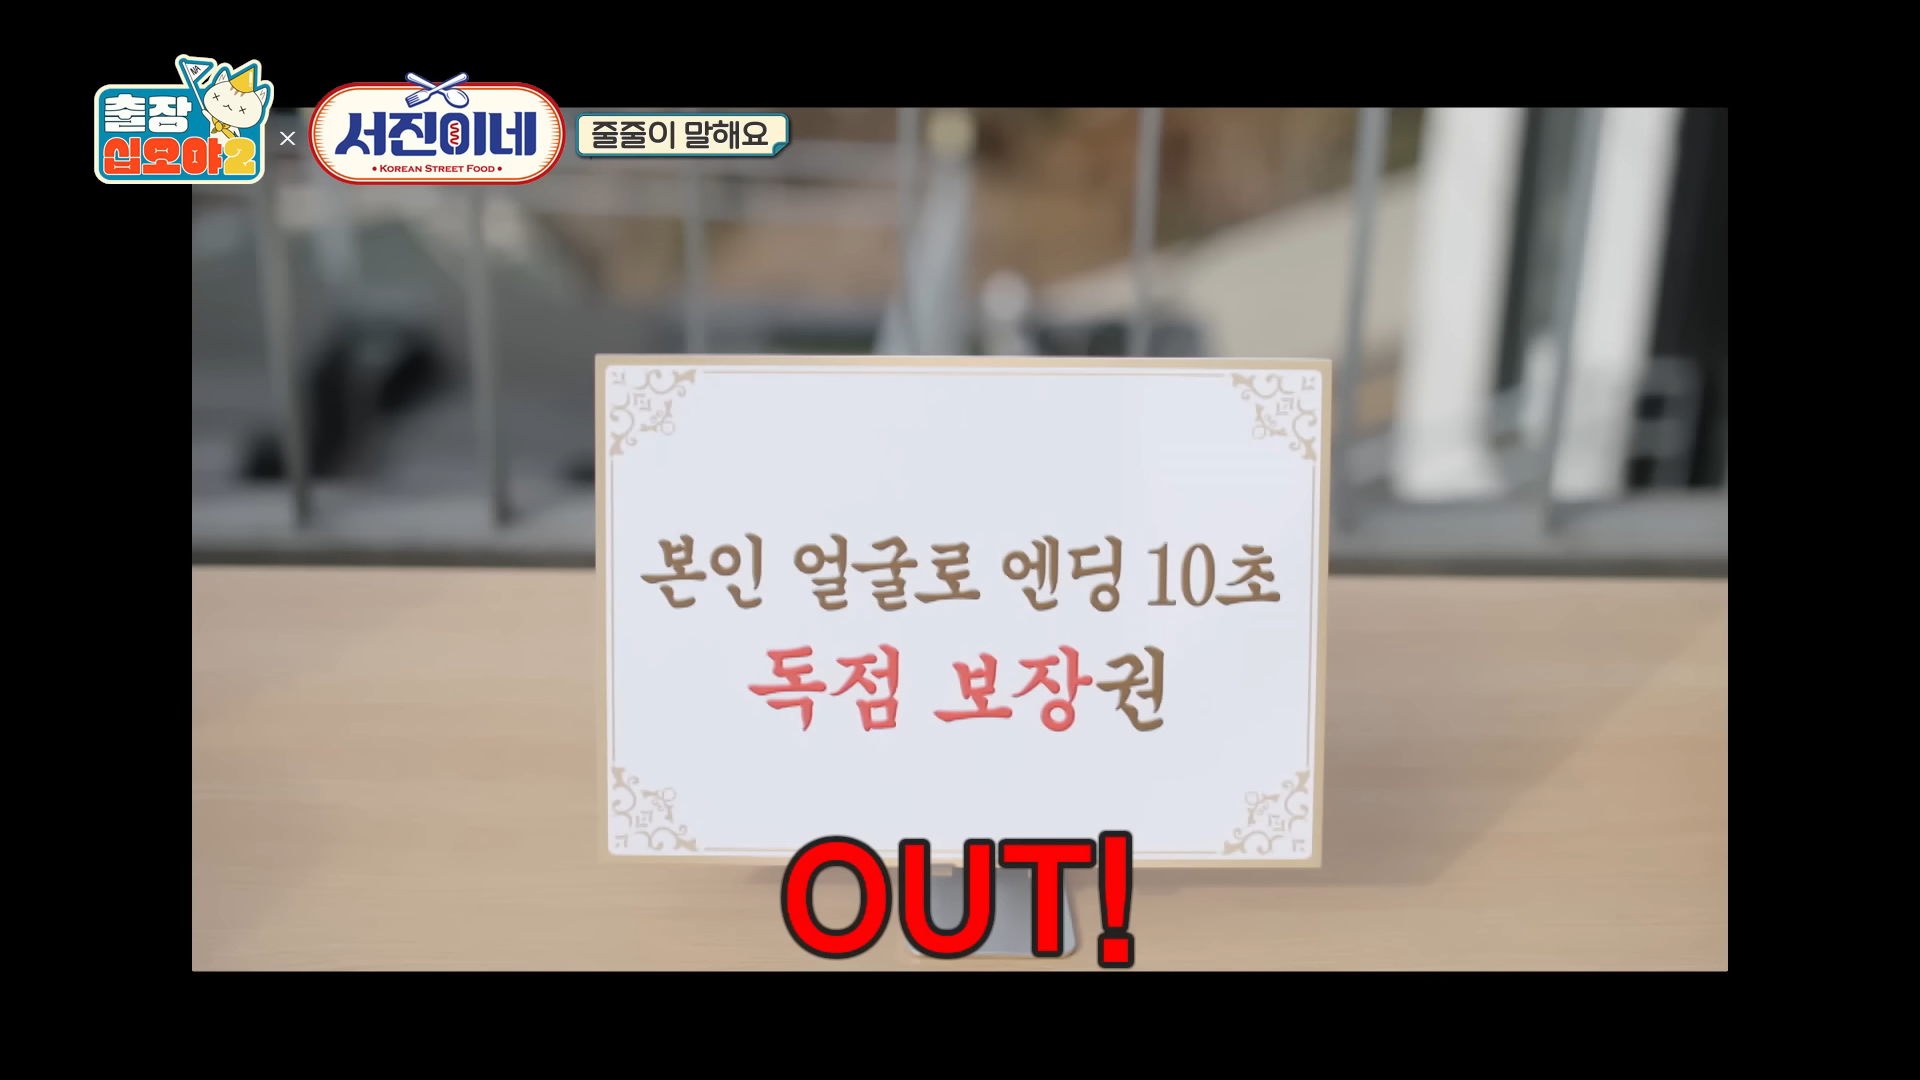 출장
십오야2
×
서진이네
• KOREAN STREET FOOD •
줄줄이 말해요
본인 얼굴로 엔딩 10초
독점 보장권
OUT!